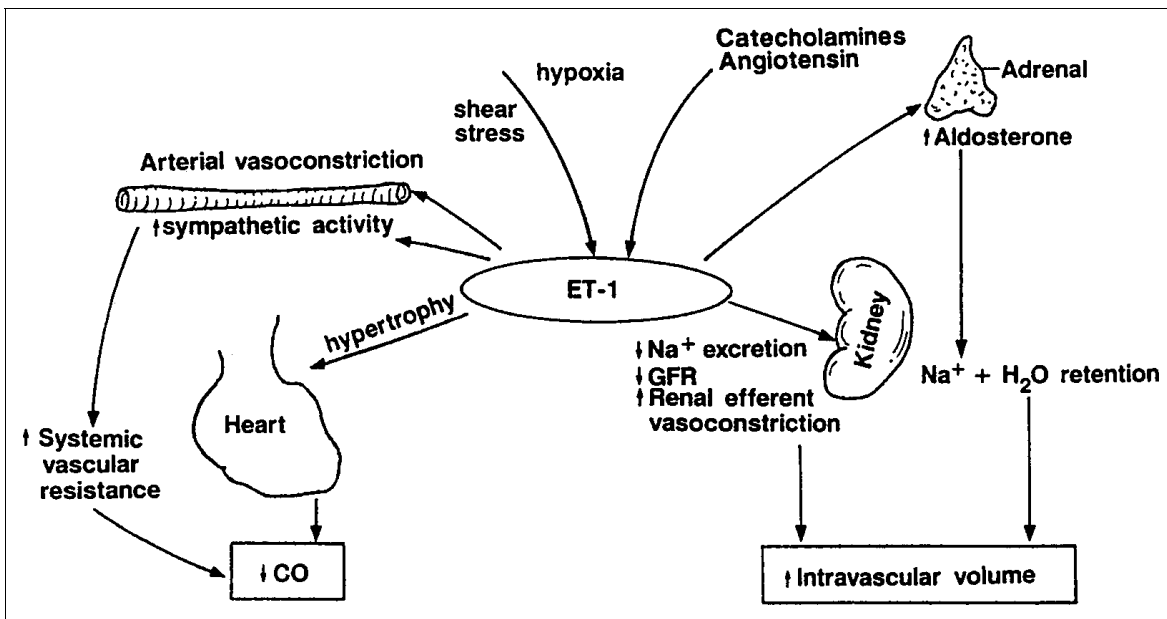 Catecholamines
Angiotensin
hypoxia
shear
stress
Adrenal
↑Aldosterone
Arterial vasoconstriction
↑sympathetic activity
ET-1
hypertrophy
Kidney
↓Na+ excretion
↓GFR
↑Renal efferent
vasoconstriction
Na+ + H2O retention
Heart
↑ Systemic
vascular
resistance
↓CO
↑Intravascular volume